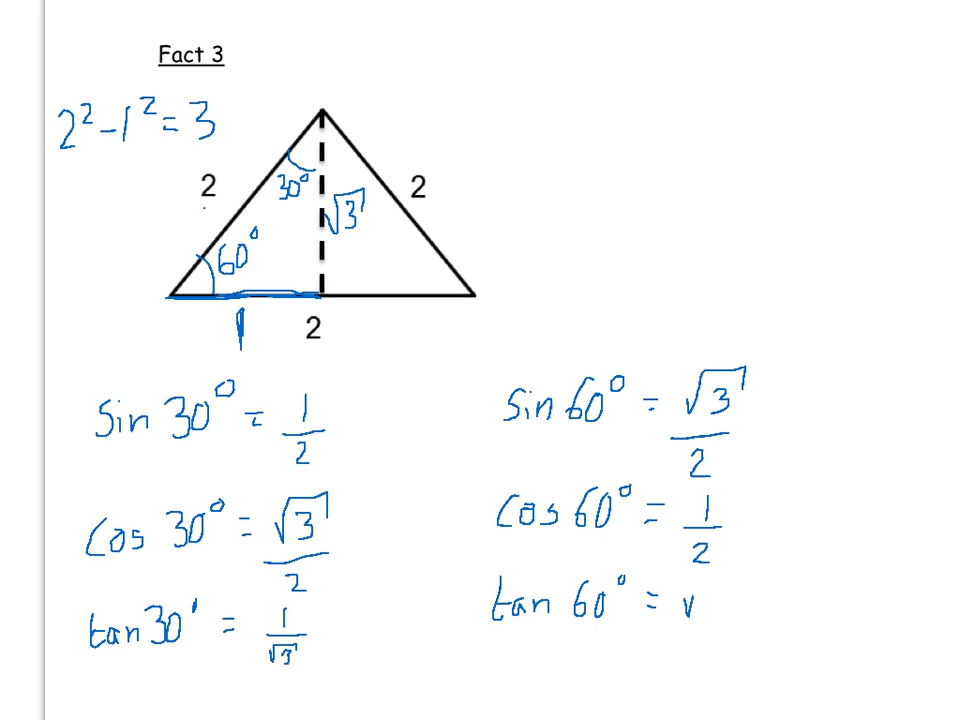 Fact 3
2² – 1² = 3
2
30°
√3
2
60°
1
2
sin 30° = 1/2
sin 60° = √3/2
cos 30° = √3/2
cos 60° = 1/2
tan 30° = 1/√3
tan 60° = √